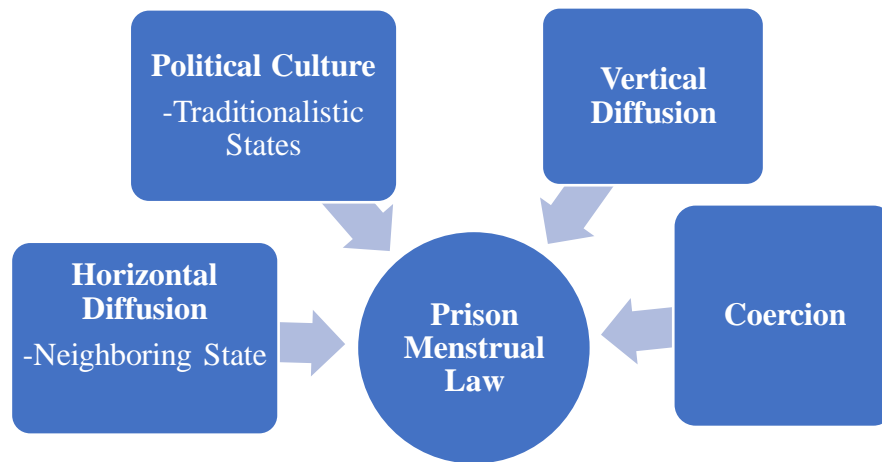 Political Culture
-Traditionalistic
States
Vertical
Diffusion
Horizontal
Diffusion
-Neighboring State
Prison
Menstrual
Law
Coercion